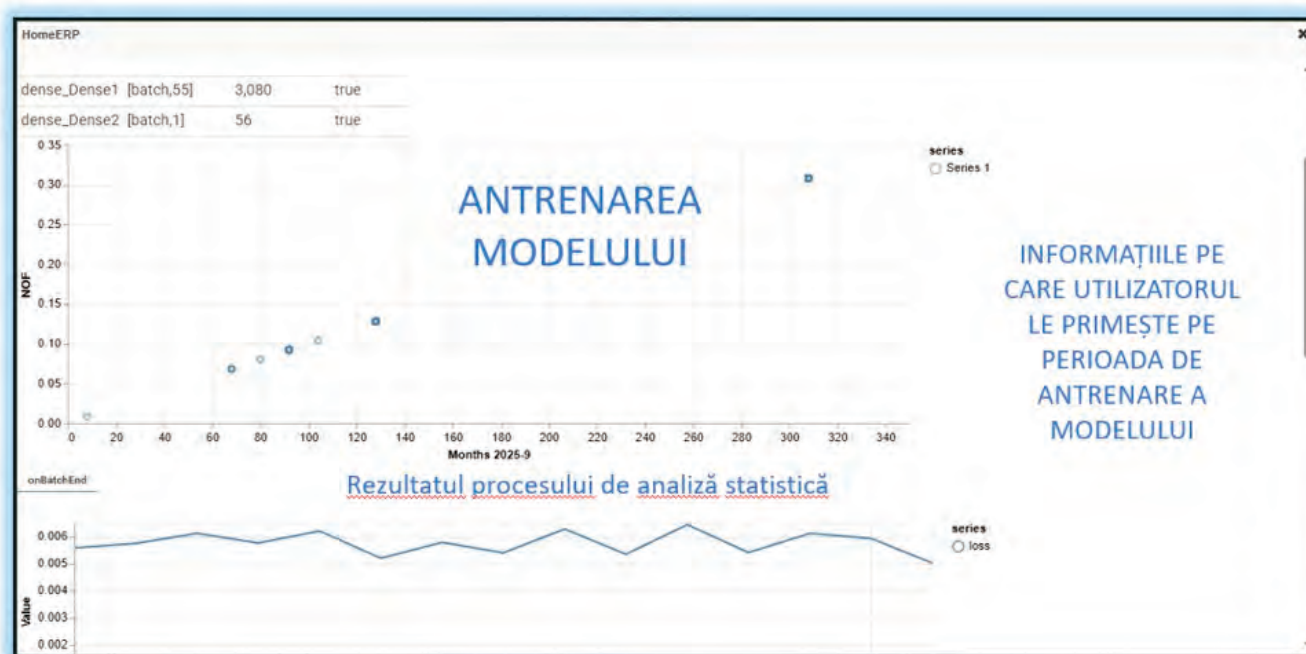 HomeERP
×
dense_Dense1 [batch,55] 3,080 true
dense_Dense2 [batch,1] 56 true
ANTRENAREA
MODELULUI
series
Series 1
INFORMAȚIILE PE
CARE UTILIZATORUL
LE PRIMEȘTE PE
PERIOADA DE
ANTRENARE A
MODELULUI
NOF
0.35
0.30
0.25
0.20
0.15
0.10
0.05
0.00
0 20 40 60 80 100 120 140 160 180 200 220 240 260 280 300 320 340
Months 2025-9
onBatchEnd
Rezultatul procesului de analiză statistică
series
loss
Value
0.006
0.005
0.004
0.003
0.002